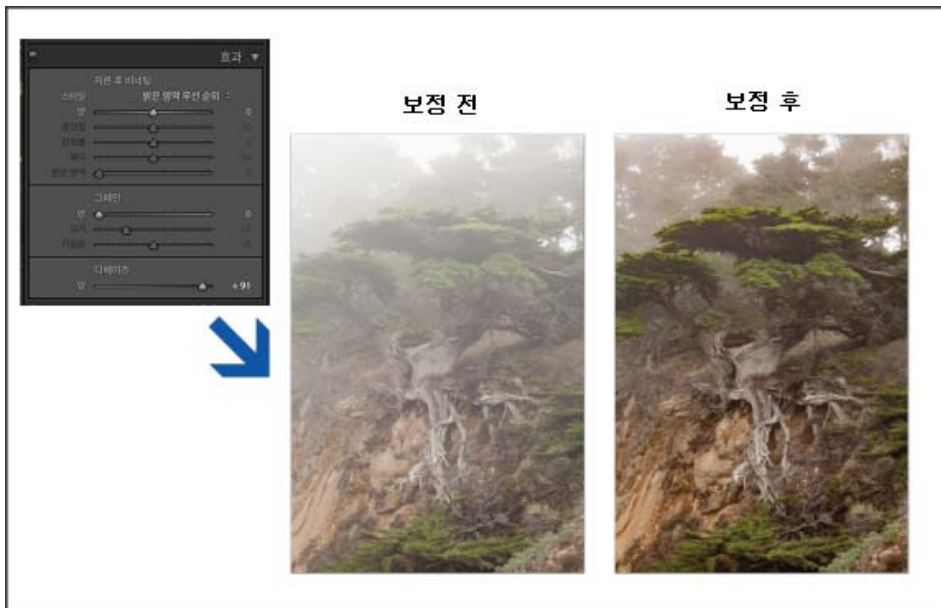 효과
자른 후 비네팅
스타일 밝은 영역 우선 순위
양 0
중간점
원형률
페더
밝은 영역
그레인
양 0
크기
거칠음
디헤이즈
양 +91
보정 전
보정 후